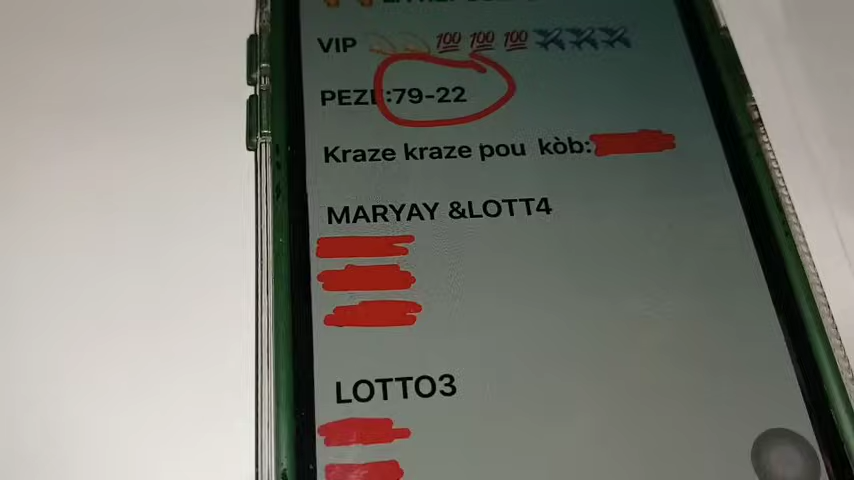 VIP 💯 💯 💯 ✈️✈️✈️
PEZE:79-22
Kraze kraze pou kòb:
MARYAY &LOTT4
LOTTO3